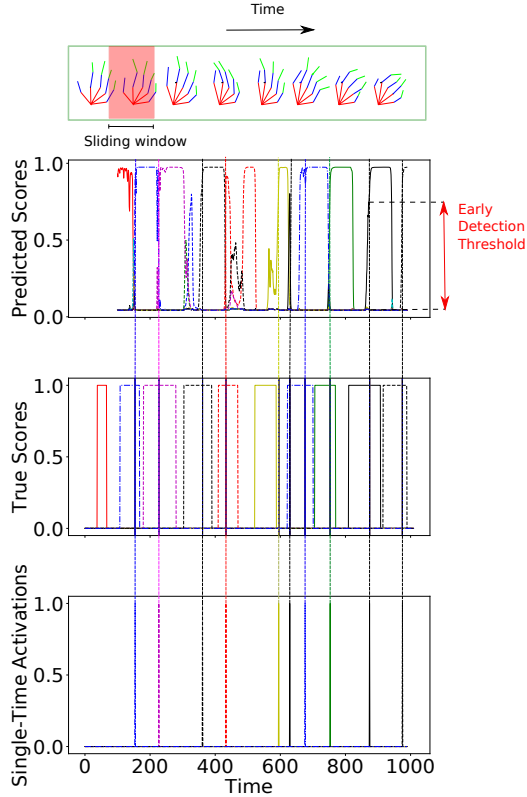 Time
Sliding window
Predicted Scores
1.0
0.5
0.0
Early
Detection
Threshold
True Scores
1.0
0.5
0.0
Single-Time Activations
1.0
0.5
0.0
0 200 400 600 800 1000
Time